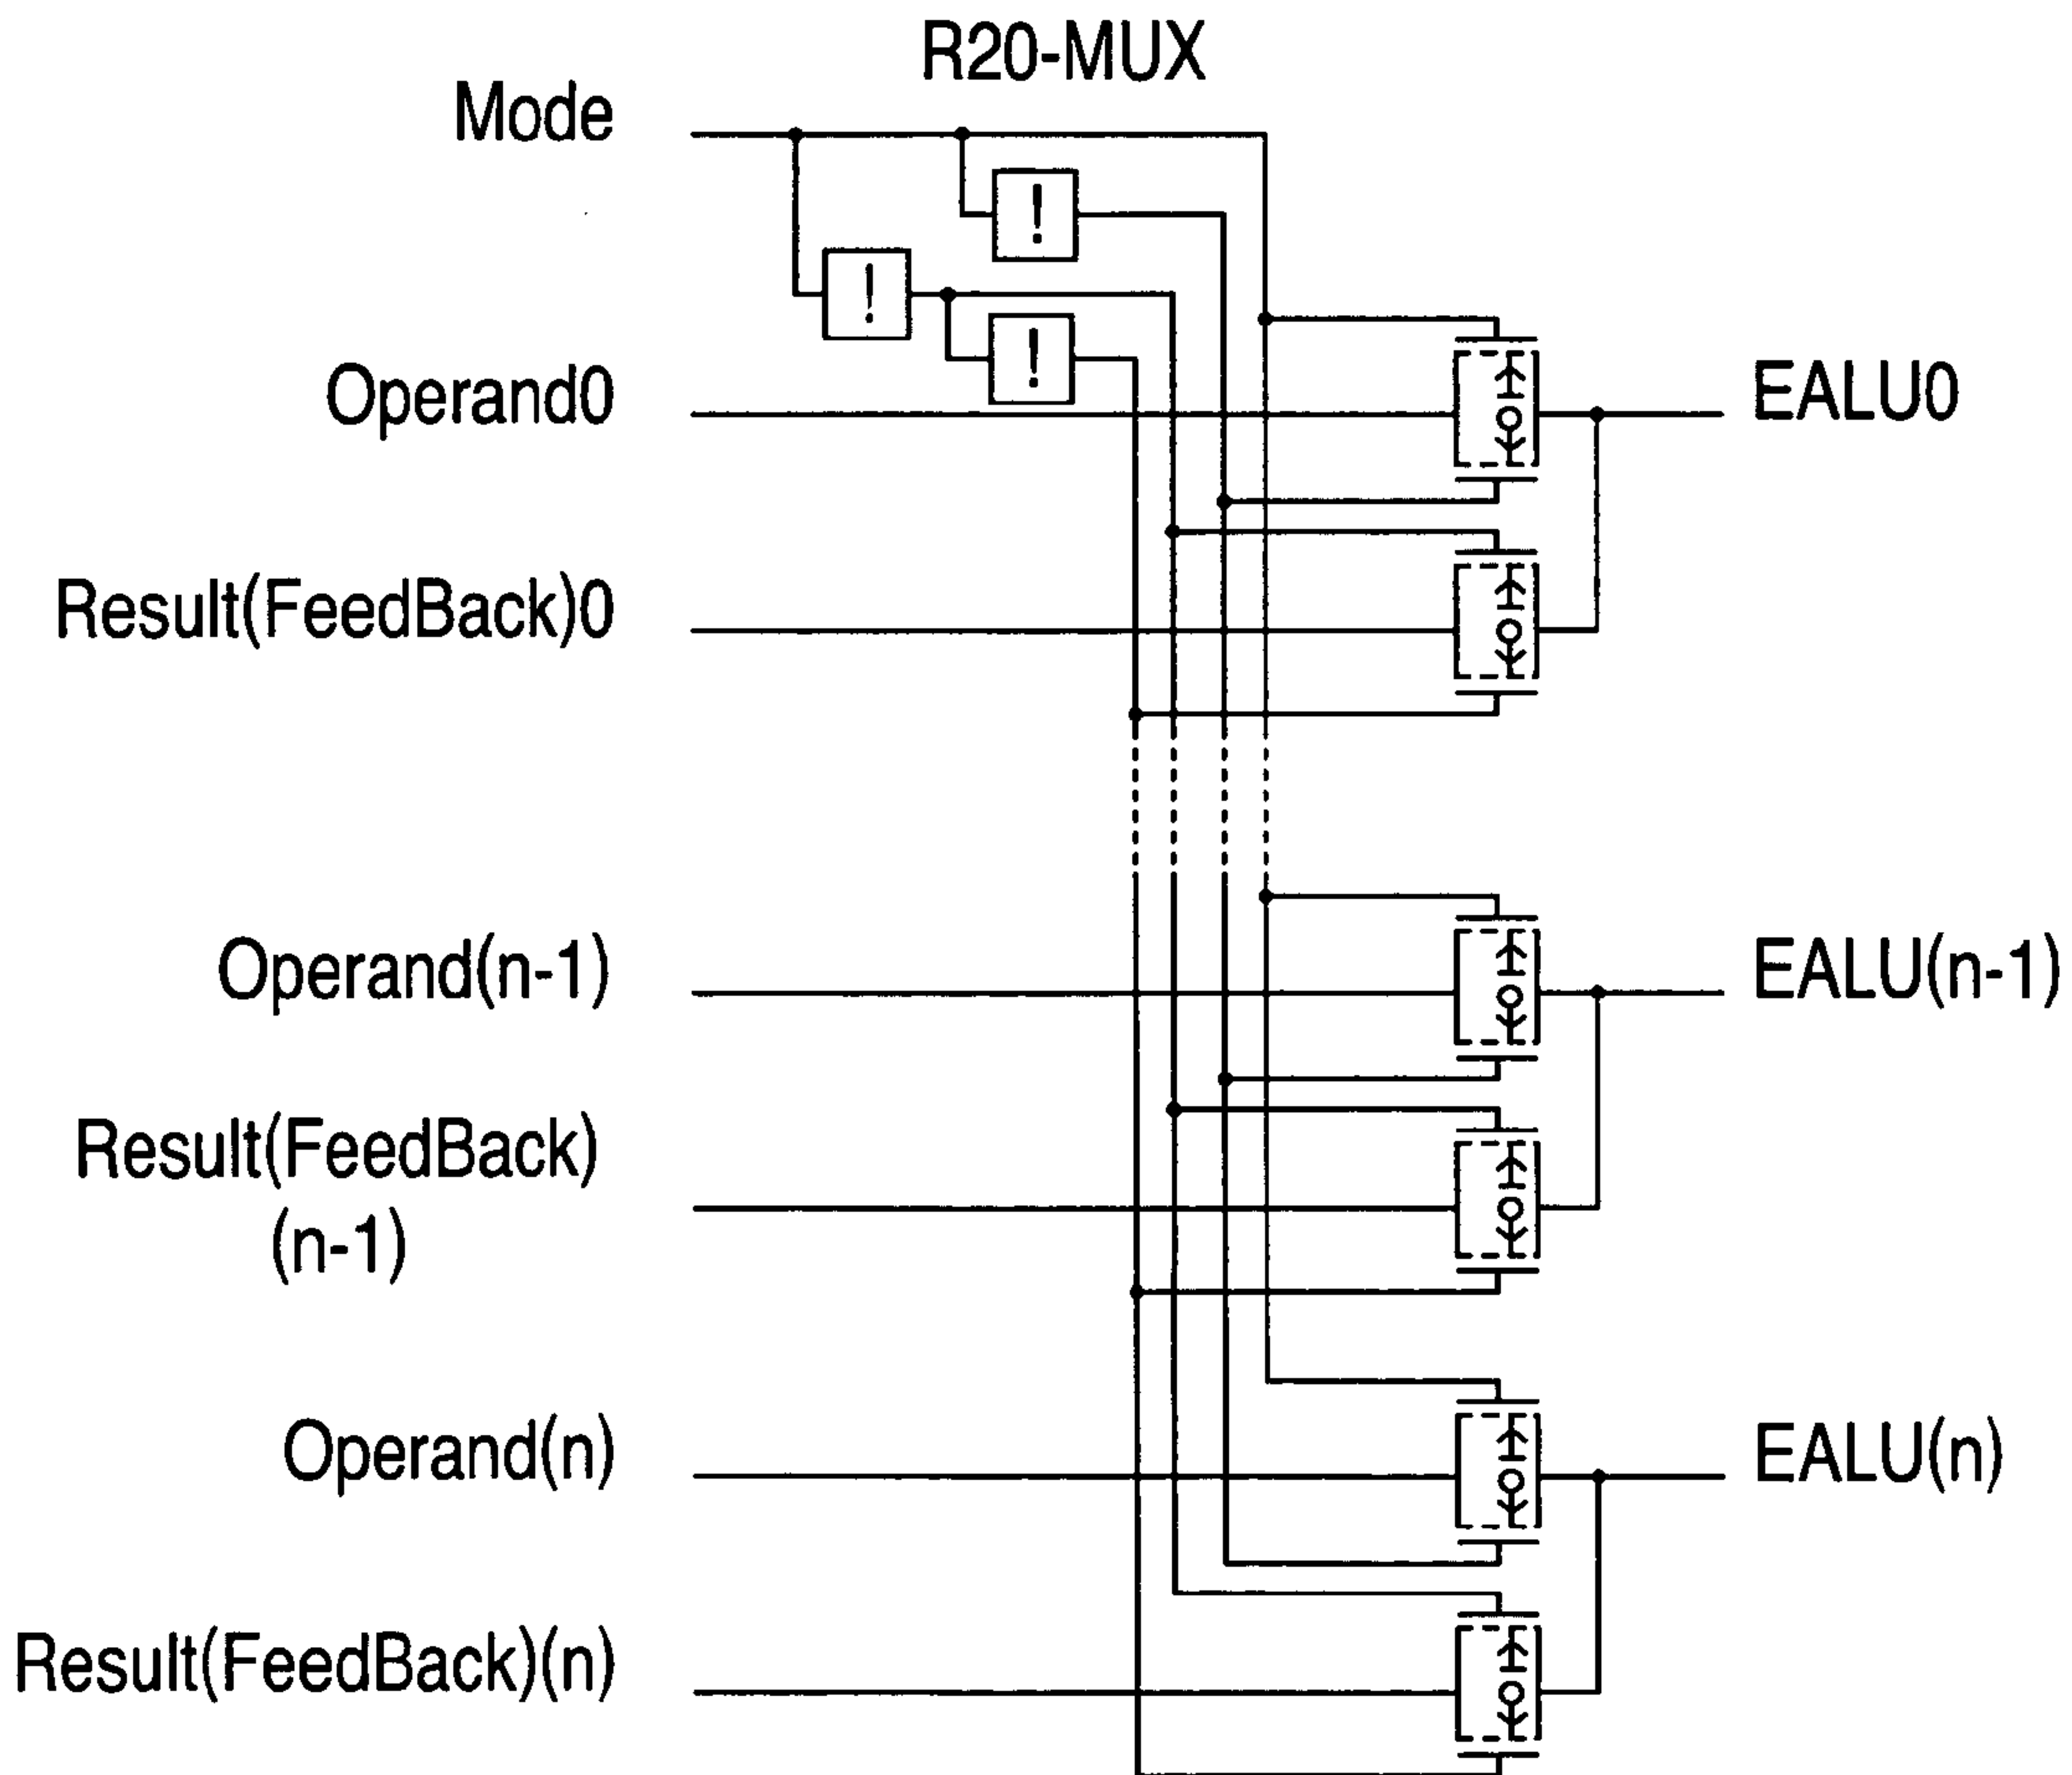 R20-MUX
Mode
!
!
!
Operand0
EALU0
Result(FeedBack)0
Operand(n-1)
EALU(n-1)
Result(FeedBack)
(n-1)
Operand(n)
EALU(n)
Result(FeedBack)(n)